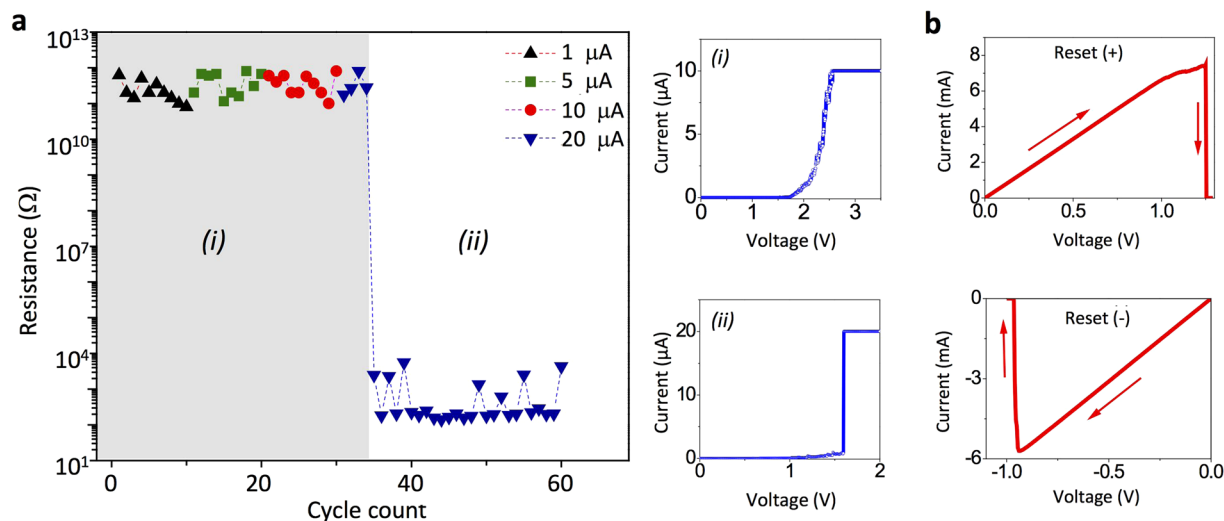 a
10^13
10^10
10^7
10^4
10^1
Resistance (Ω)
0
20
40
60
Cycle count
1 µA
5 µA
10 µA
20 µA
(i)
(ii)
(i)
10
5
0
Current (µA)
0
1
2
3
Voltage (V)
(ii)
20
10
0
Current (µA)
0
1
2
Voltage (V)
b
Reset (+)
8
6
4
2
0
Current (mA)
0.0
0.5
1.0
Voltage (V)
Reset (-)
0
-3
-6
Current (mA)
-1.0
-0.5
0.0
Voltage (V)